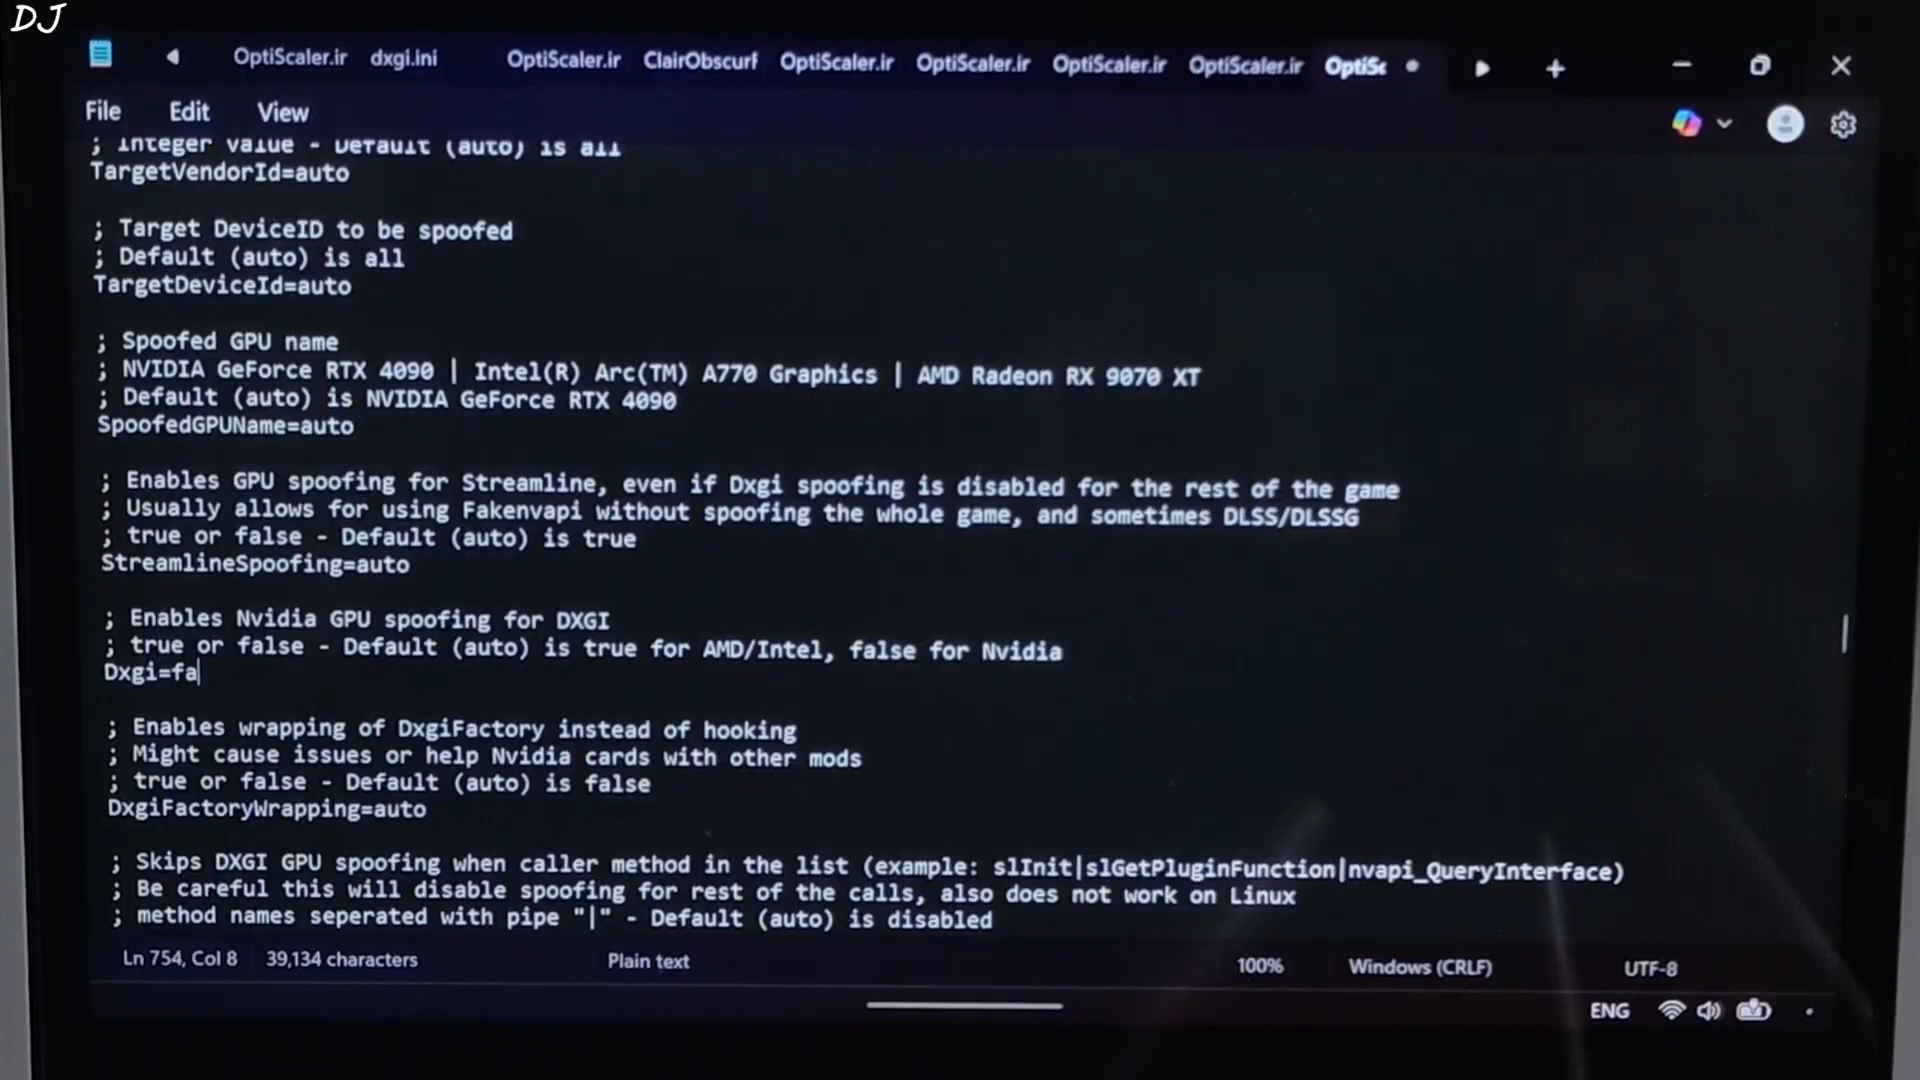 DJ
OptiScaler.ir dxgi.ini OptiScaler.ir ClairObscurf OptiScaler.ir OptiScaler.ir OptiScaler.ir OptiScaler.ir OptiSc
File Edit View
; Integer value - Default (auto) is all
TargetVendorId=auto
; Target DeviceID to be spoofed
; Default (auto) is all
TargetDeviceId=auto
; Spoofed GPU name
; NVIDIA GeForce RTX 4090 | Intel(R) Arc(TM) A770 Graphics | AMD Radeon RX 9070 XT
; Default (auto) is NVIDIA GeForce RTX 4090
SpoofedGPUName=auto
; Enables GPU spoofing for Streamline, even if Dxgi spoofing is disabled for the rest of the game
; Usually allows for using Fakenvapi without spoofing the whole game, and sometimes DLSS/DLSSG
; true or false - Default (auto) is true
StreamlineSpoofing=auto
; Enables Nvidia GPU spoofing for DXGI
; true or false - Default (auto) is true for AMD/Intel, false for Nvidia
Dxgi=fa
; Enables wrapping of DxgiFactory instead of hooking
; Might cause issues or help Nvidia cards with other mods
; true or false - Default (auto) is false
DxgiFactoryWrapping=auto
; Skips DXGI GPU spoofing when caller method in the list (example: slInit|slGetPluginFunction|nvapi_QueryInterface)
; Be careful this will disable spoofing for rest of the calls, also does not work on Linux
; method names seperated with pipe "|" - Default (auto) is disabled
Ln 754, Col 8 39,134 characters Plain text 100% Windows (CRLF) UTF-8
ENG